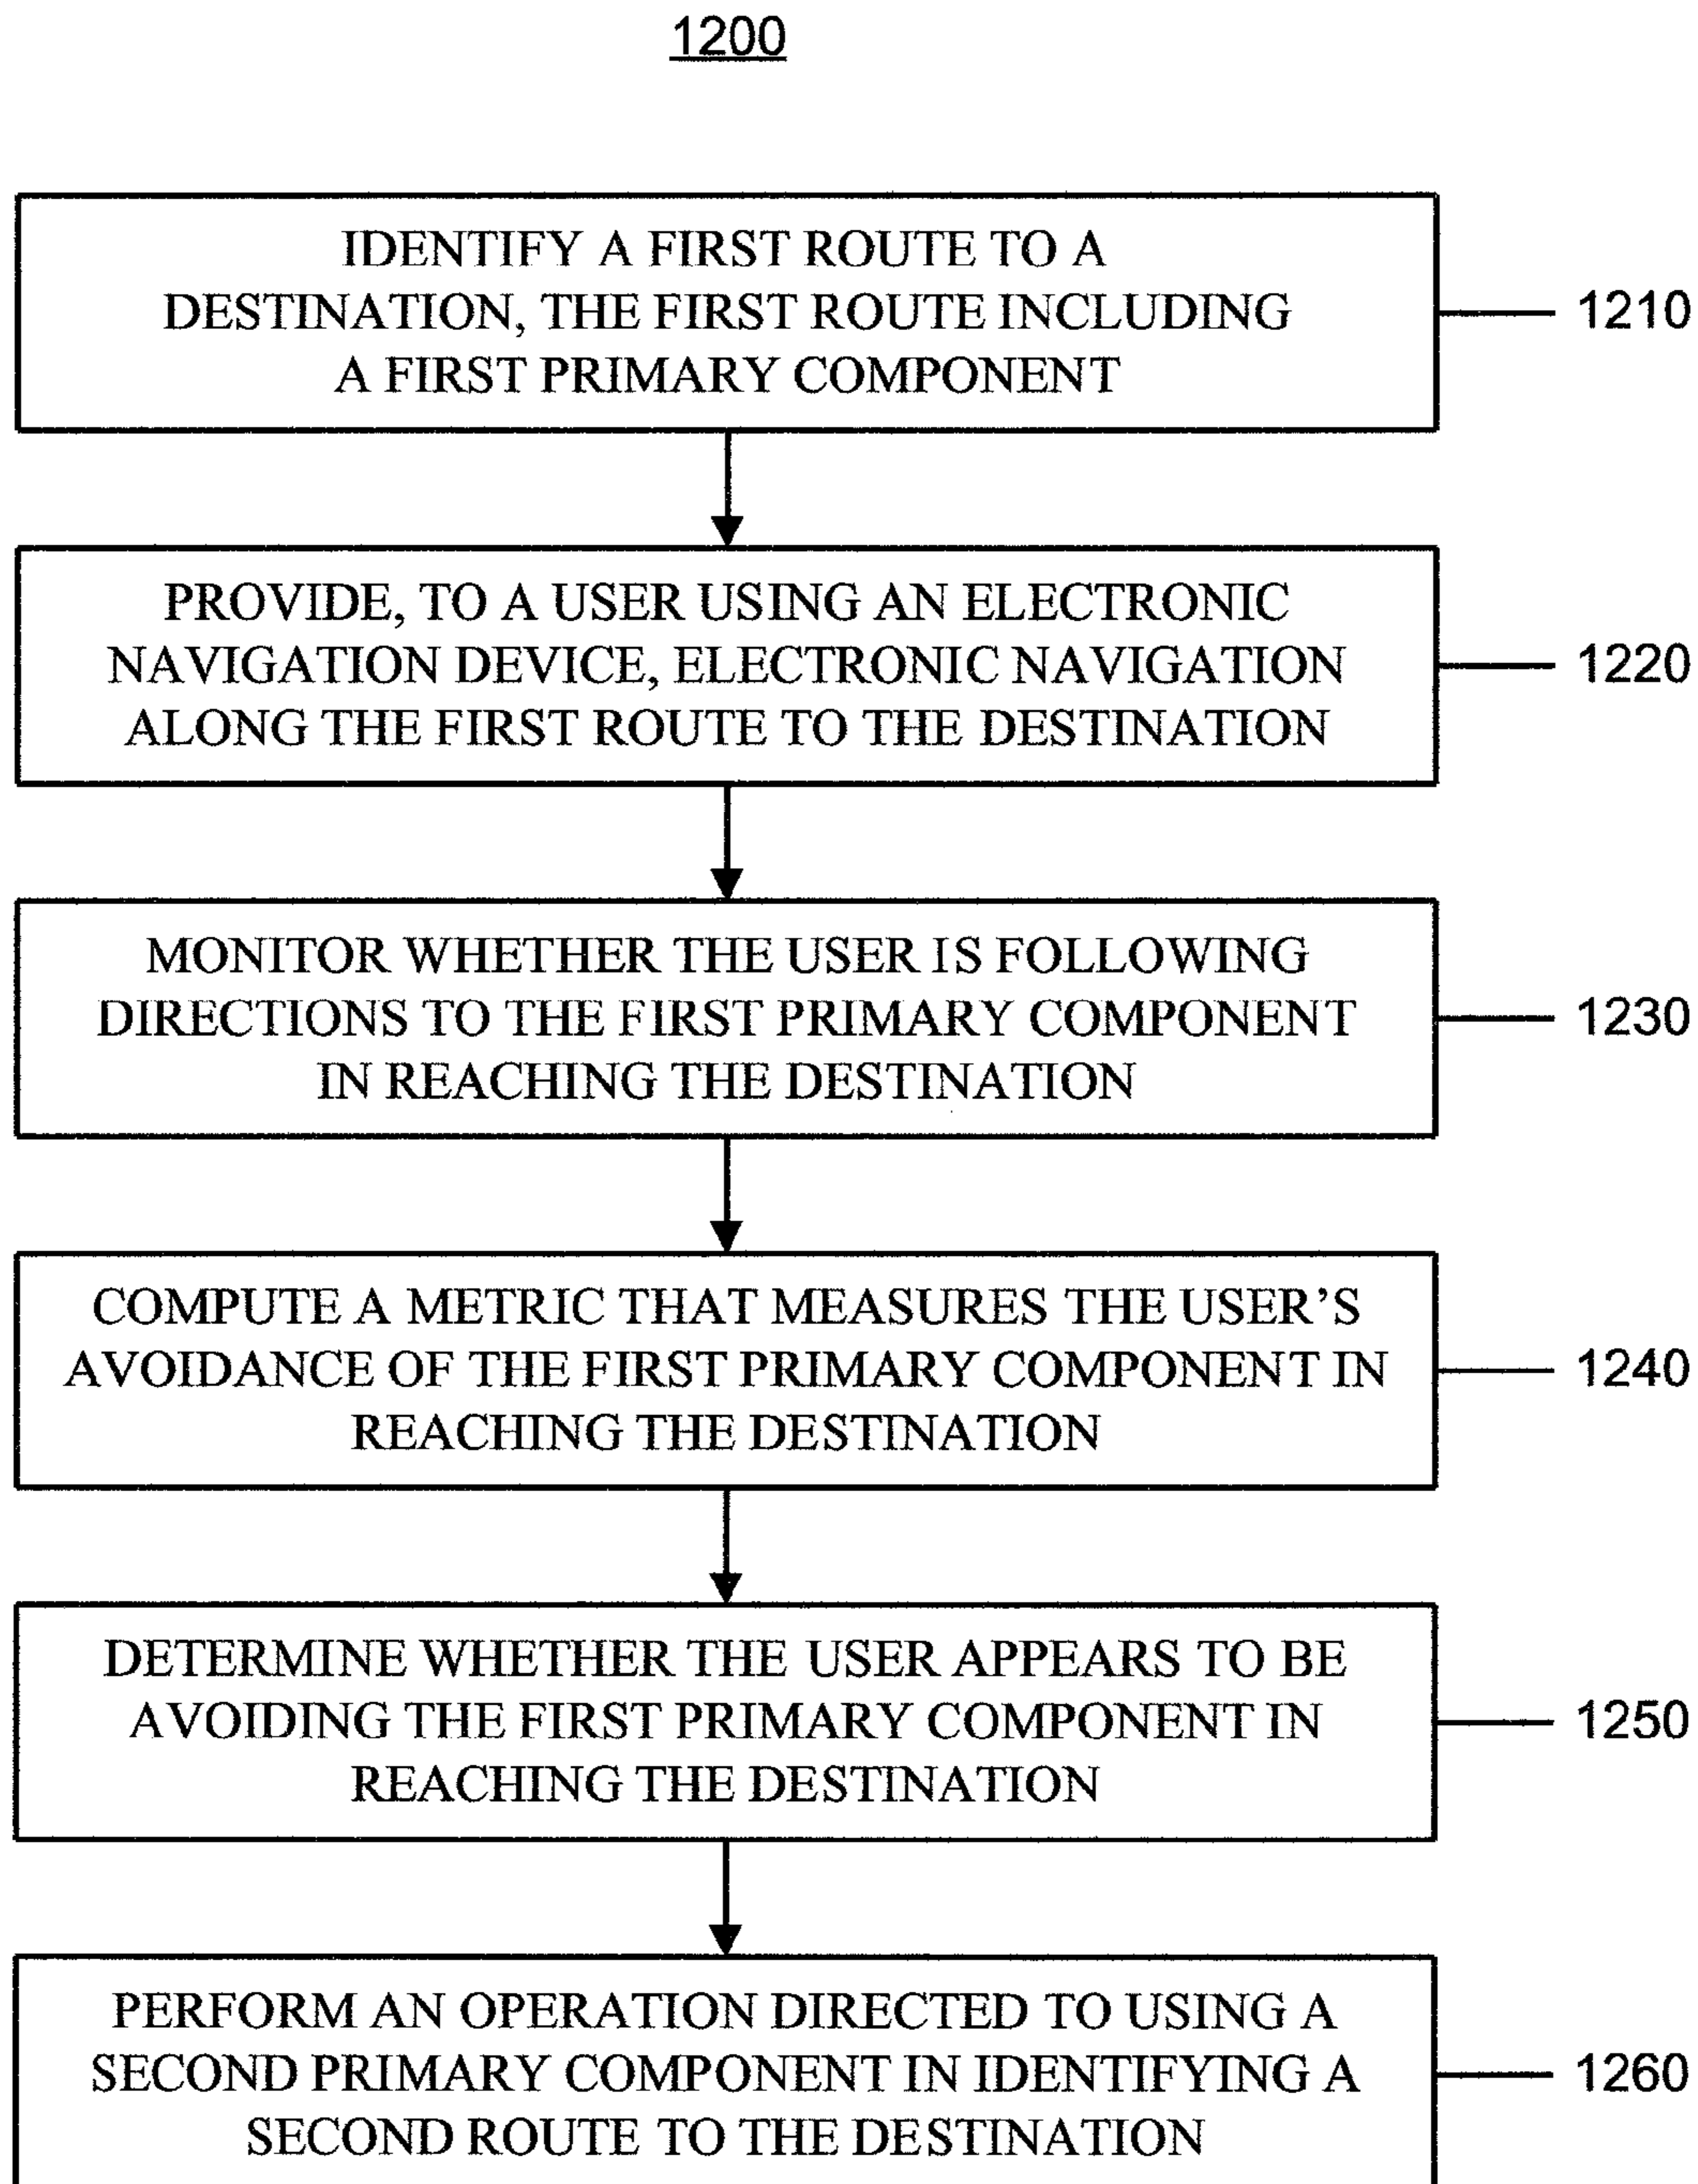 1200
IDENTIFY A FIRST ROUTE TO A
DESTINATION, THE FIRST ROUTE INCLUDING
A FIRST PRIMARY COMPONENT
1210
PROVIDE, TO A USER USING AN ELECTRONIC
NAVIGATION DEVICE, ELECTRONIC NAVIGATION
ALONG THE FIRST ROUTE TO THE DESTINATION
1220
MONITOR WHETHER THE USER IS FOLLOWING
DIRECTIONS TO THE FIRST PRIMARY COMPONENT
IN REACHING THE DESTINATION
1230
COMPUTE A METRIC THAT MEASURES THE USER’S
AVOIDANCE OF THE FIRST PRIMARY COMPONENT IN
REACHING THE DESTINATION
1240
DETERMINE WHETHER THE USER APPEARS TO BE
AVOIDING THE FIRST PRIMARY COMPONENT IN
REACHING THE DESTINATION
1250
PERFORM AN OPERATION DIRECTED TO USING A
SECOND PRIMARY COMPONENT IN IDENTIFYING A
SECOND ROUTE TO THE DESTINATION
1260